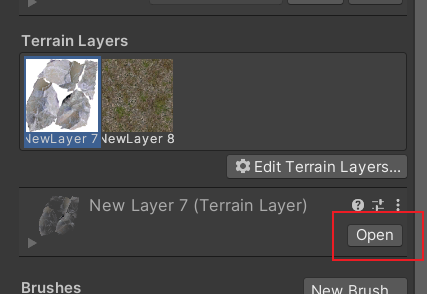 Terrain Layers
NewLayer 7
NewLayer 8
Edit Terrain Layers...
New Layer 7 (Terrain Layer)
Open
Brushes
New Brush...